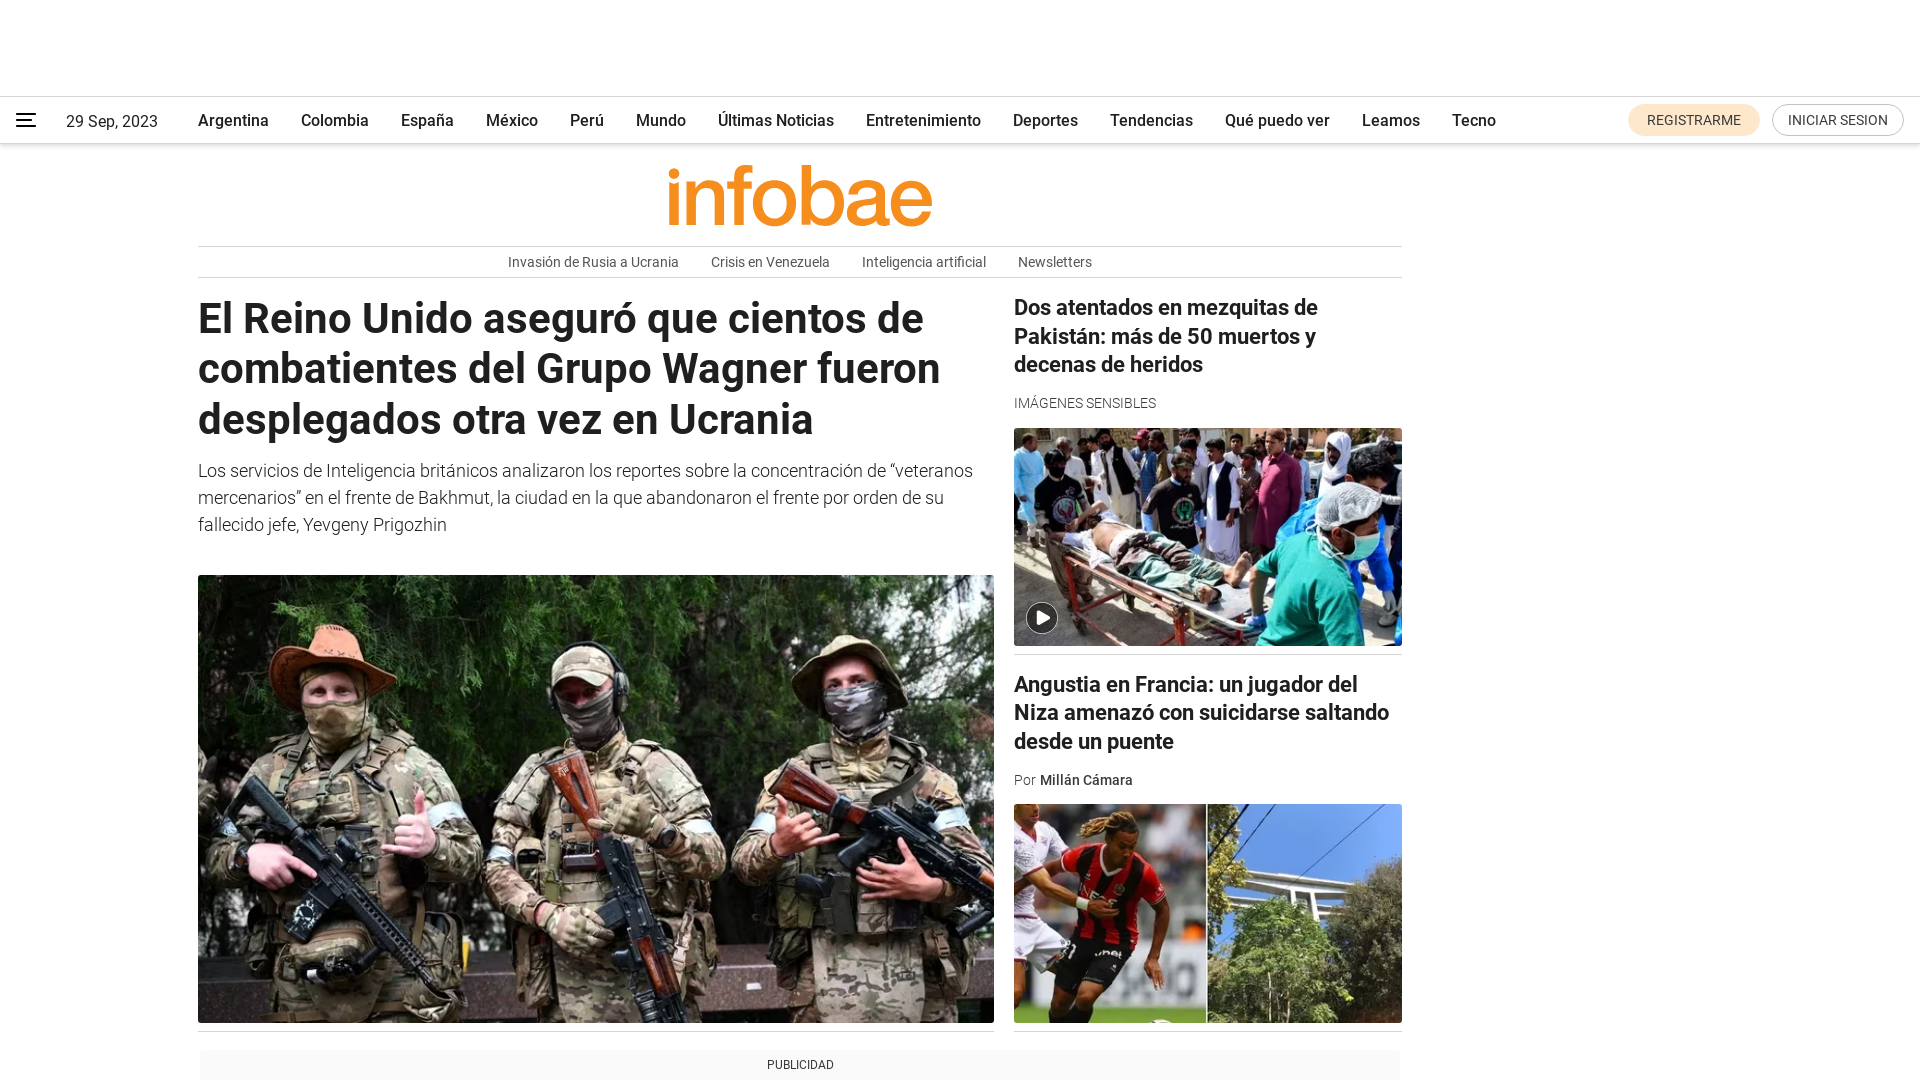 29 Sep, 2023
Argentina
Colombia
España
México
Perú
Mundo
Últimas Noticias
Entretenimiento
Deportes
Tendencias
Qué puedo ver
Leamos
Tecno
REGISTRARME
INICIAR SESION
infobae
Invasión de Rusia a Ucrania
Crisis en Venezuela
Inteligencia artificial
Newsletters
El Reino Unido aseguró que cientos de
combatientes del Grupo Wagner fueron
desplegados otra vez en Ucrania
Los servicios de Inteligencia británicos analizaron los reportes sobre la concentración de “veteranos
mercenarios” en el frente de Bakhmut, la ciudad en la que abandonaron el frente por orden de su
fallecido jefe, Yevgeny Prigozhin
Dos atentados en mezquitas de
Pakistán: más de 50 muertos y
decenas de heridos
IMÁGENES SENSIBLES
Angustia en Francia: un jugador del
Niza amenazó con suicidarse saltando
desde un puente
Por Millán Cámara
PUBLICIDAD